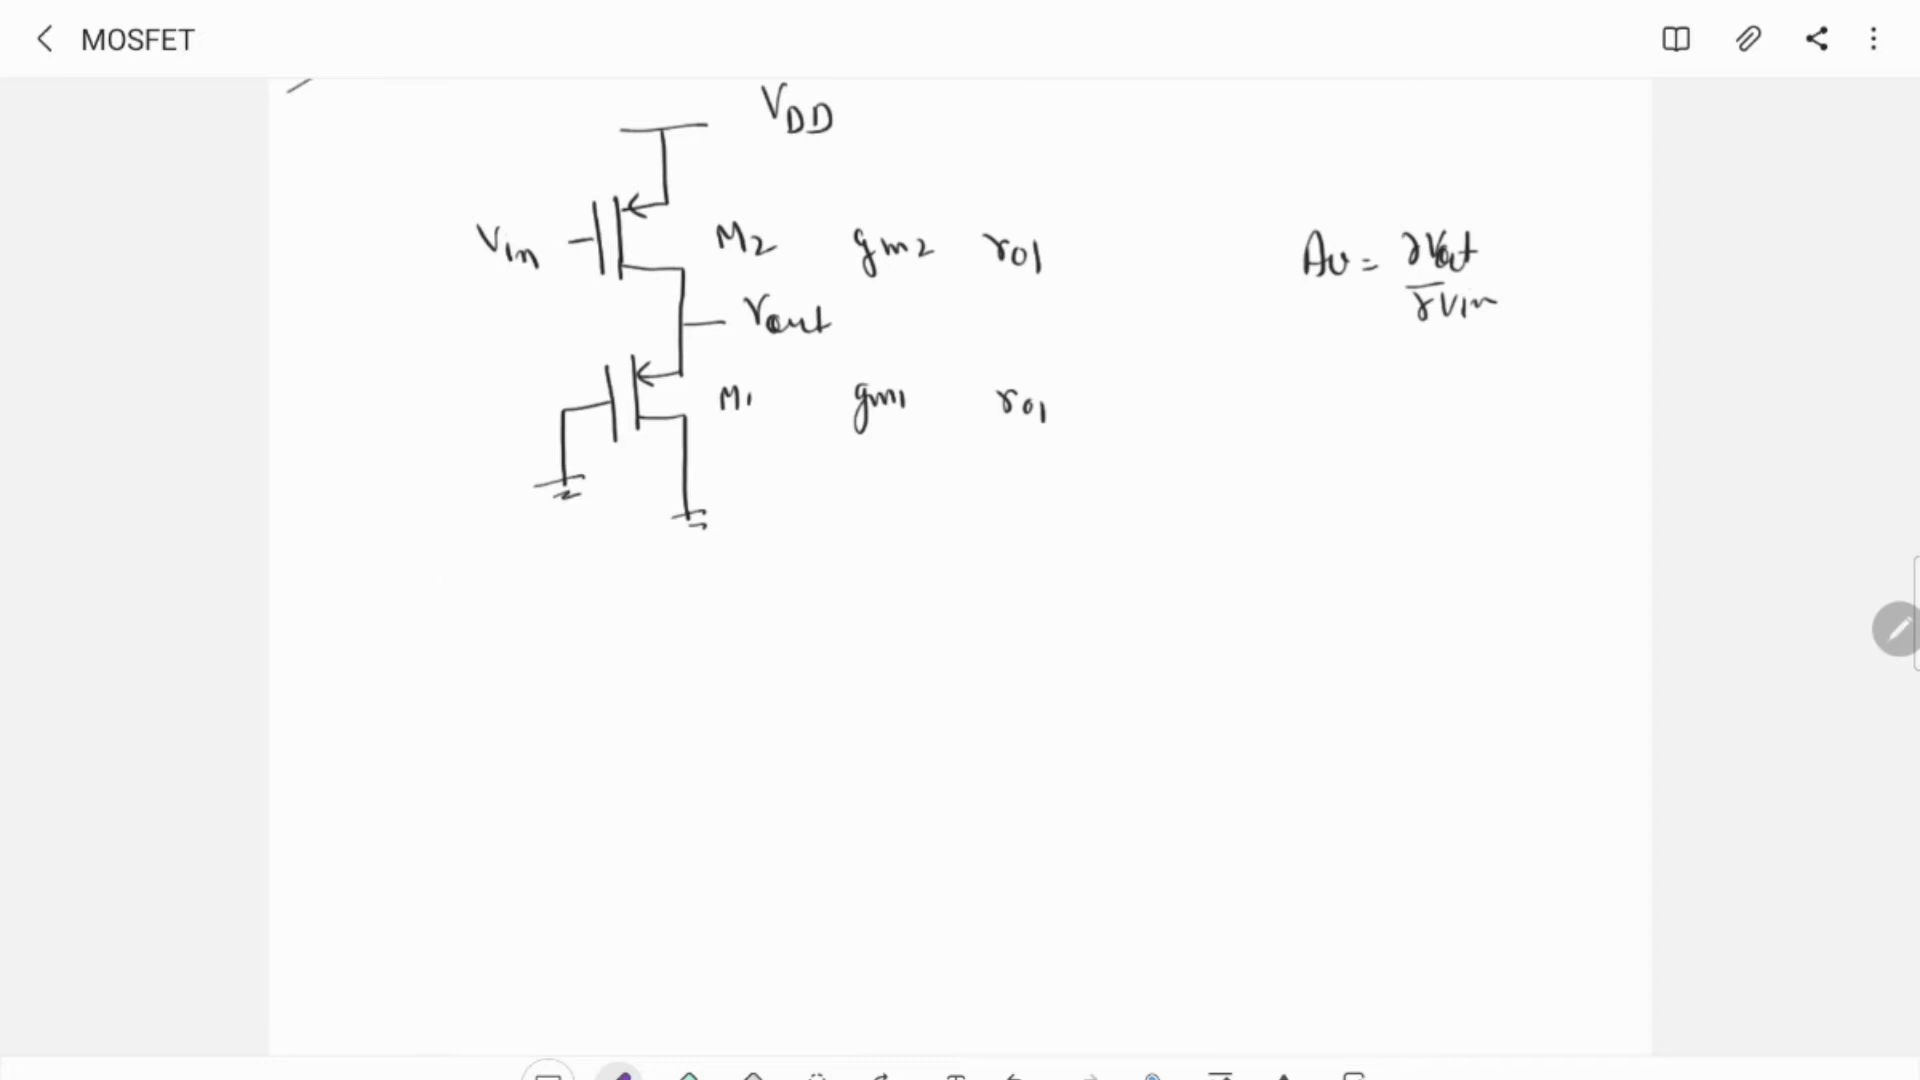 MOSFET
VDD
Vin
M2 gm2 ro1
Vout
M1 gm1 ro1
Av = ∂Vout
∂Vin